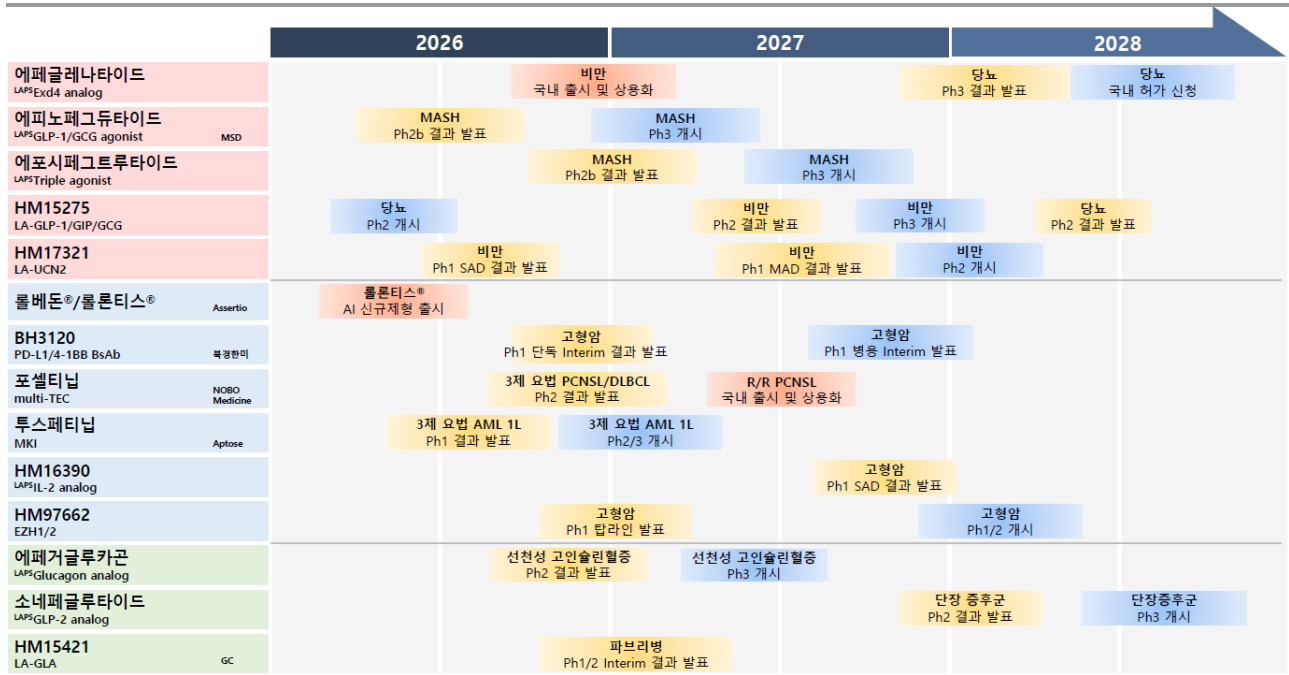 2026 2027 2028
에페글레나타이드
LAPSExd4 analog
비만
국내 출시 및 상용화
당뇨
Ph3 결과 발표
당뇨
국내 허가 신청
에피노페그듀타이드
LAPSGLP-1/GCG agonist MSD
MASH
Ph2b 결과 발표
MASH
Ph3 개시
에포시페그트루타이드
LAPSTriple agonist
MASH
Ph2b 결과 발표
MASH
Ph3 개시
HM15275
LA-GLP-1/GIP/GCG
당뇨
Ph2 개시
비만
Ph2 결과 발표
비만
Ph3 개시
당뇨
Ph2 결과 발표
HM17321
LA-UCN2
비만
Ph1 SAD 결과 발표
비만
Ph1 MAD 결과 발표
비만
Ph2 개시
롤베돈®/롤론티스® Assertio
롤론티스®
AI 신규제형 출시
BH3120
PD-L1/4-1BB BsAb 북경한미
고형암
Ph1 단독 Interim 결과 발표
고형암
Ph1 병용 Interim 발표
포셀티닙
multi-TEC
NOBO
Medicine
3제 요법 PCNSL/DLBCL
Ph2 결과 발표
R/R PCNSL
국내 출시 및 상용화
투스페티닙
MKI Aptose
3제 요법 AML 1L
Ph1 결과 발표
3제 요법 AML 1L
Ph2/3 개시
HM16390
LAPSIL-2 analog
고형암
Ph1 SAD 결과 발표
HM97662
EZH1/2
고형암
Ph1 탑라인 발표
고형암
Ph1/2 개시
에페거글루카곤
LAPSGlucagon analog
선천성 고인슐린혈증
Ph2 결과 발표
선천성 고인슐린혈증
Ph3 개시
소네페글루타이드
LAPSGLP-2 analog
단장 증후군
Ph2 결과 발표
단장증후군
Ph3 개시
HM15421
LA-GLA GC
파브리병
Ph1/2 Interim 결과 발표